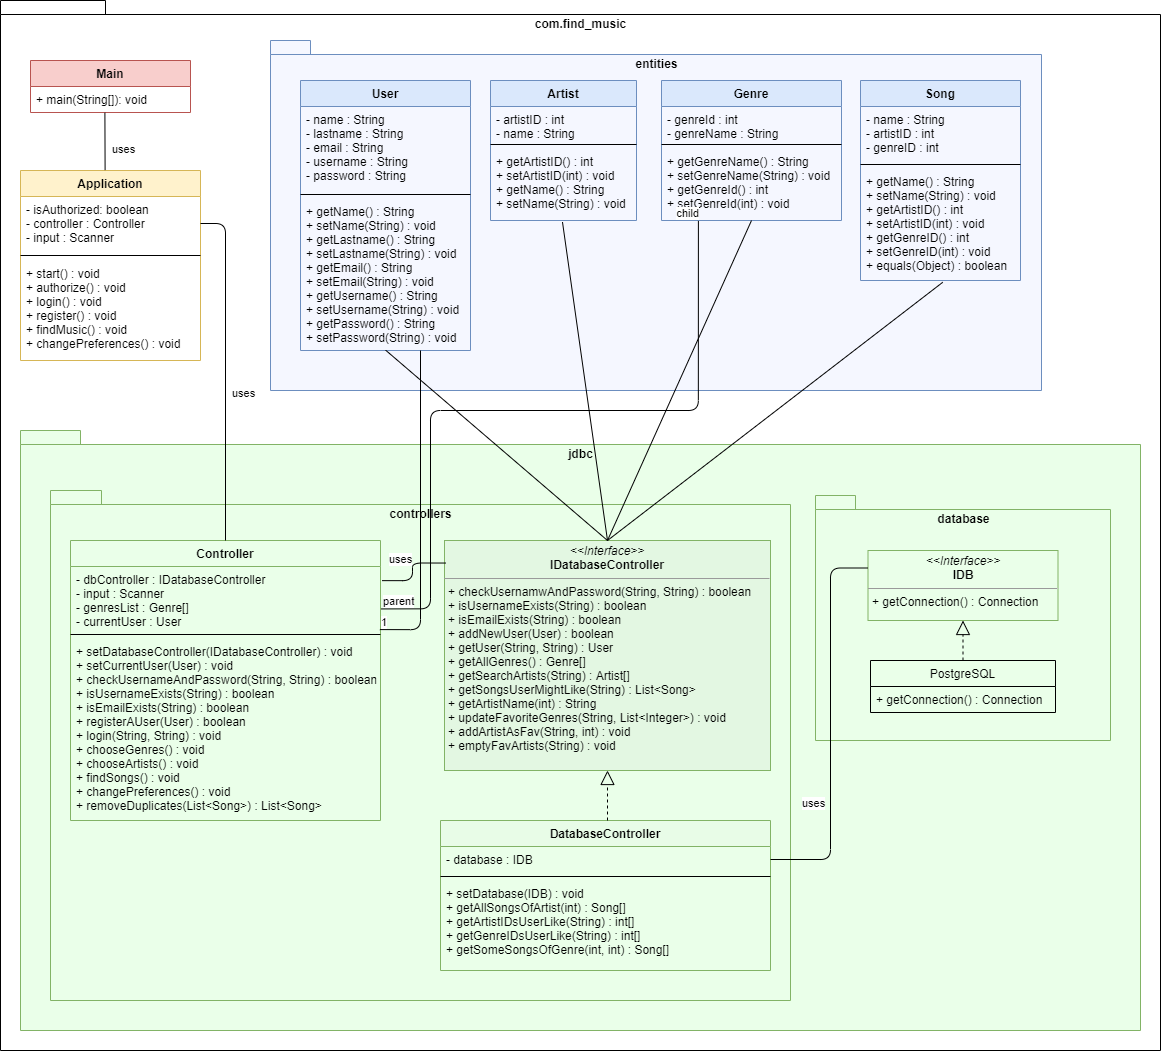 com.find_music
Main
+ main(String[]): void
uses
Application
- isAuthorized: boolean
- controller : Controller
- input : Scanner
+ start() : void
+ authorize() : void
+ login() : void
+ register() : void
+ findMusic() : void
+ changePreferences() : void
uses
entities
User
- name : String
- lastname : String
- email : String
- username : String
- password : String
+ getName() : String
+ setName(String) : void
+ getLastname() : String
+ setLastname(String) : void
+ getEmail() : String
+ setEmail(String) : void
+ getUsername() : String
+ setUsername(String) : void
+ getPassword() : String
+ setPassword(String) : void
Artist
- artistID : int
- name : String
+ getArtistID() : int
+ setArtistID(int) : void
+ getName() : String
+ setName(String) : void
Genre
- genreId : int
- genreName : String
+ getGenreName() : String
+ setGenreName(String) : void
+ getGenreId() : int
+ setGenreId(int) : void
child
Song
- name : String
- artistID : int
- genreID : int
+ getName() : String
+ setName(String) : void
+ getArtistID() : int
+ setArtistID(int) : void
+ getGenreID() : int
+ setGenreID(int) : void
+ equals(Object) : boolean
jdbc
controllers
Controller
- dbController : IDatabaseController
- input : Scanner
- genresList : Genre[]
- currentUser : User
+ setDatabaseController(IDatabaseController) : void
+ setCurrentUser(User) : void
+ checkUsernameAndPassword(String, String) : boolean
+ isUsernameExists(String) : boolean
+ isEmailExists(String) : boolean
+ registerAUser(User) : boolean
+ login(String, String) : void
+ chooseGenres() : void
+ chooseArtists() : void
+ findSongs() : void
+ changePreferences() : void
+ removeDuplicates(List<Song>) : List<Song>
uses
parent
1
<<Interface>>
IDatabaseController
+ checkUsernamwAndPassword(String, String) : boolean
+ isUsernameExists(String) : boolean
+ isEmailExists(String) : boolean
+ addNewUser(User) : boolean
+ getUser(String, String) : User
+ getAllGenres() : Genre[]
+ getSearchArtists(String) : Artist[]
+ getSongsUserMightLike(String) : List<Song>
+ getArtistName(int) : String
+ updateFavoriteGenres(String, List<Integer>) : void
+ addArtistAsFav(String, int) : void
+ emptyFavArtists(String) : void
DatabaseController
- database : IDB
+ setDatabase(IDB) : void
+ getAllSongsOfArtist(int) : Song[]
+ getArtistIDsUserLike(String) : int[]
+ getGenreIDsUserLike(String) : int[]
+ getSomeSongsOfGenre(int, int) : Song[]
uses
database
<<Interface>>
IDB
+ getConnection() : Connection
PostgreSQL
+ getConnection() : Connection